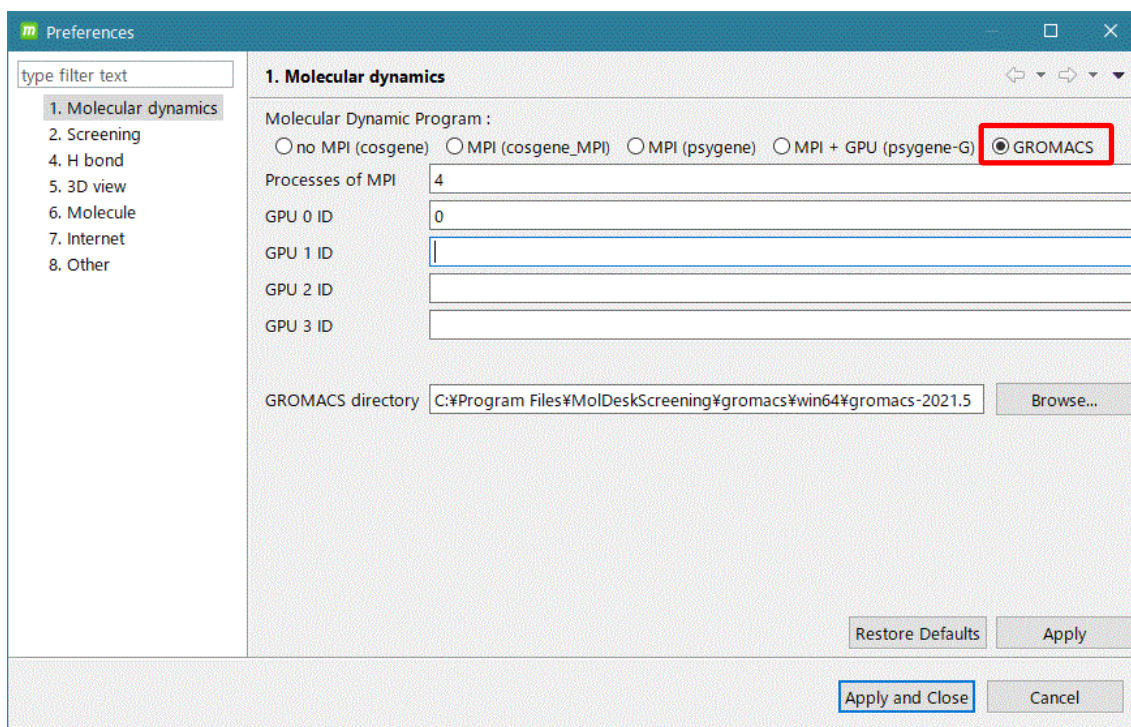 m Preferences
type filter text
1. Molecular dynamics
2. Screening
4. H bond
5. 3D view
6. Molecule
7. Internet
8. Other
1. Molecular dynamics
Molecular Dynamic Program :
no MPI (cosgene) MPI (cosgene_MPI) MPI (psygene) MPI + GPU (psygene-G) GROMACS
Processes of MPI 4
GPU 0 ID 0
GPU 1 ID
GPU 2 ID
GPU 3 ID
GROMACS directory C:¥Program Files¥MolDeskScreening¥gromacs¥win64¥gromacs-2021.5 Browse...
Restore Defaults Apply
Apply and Close Cancel